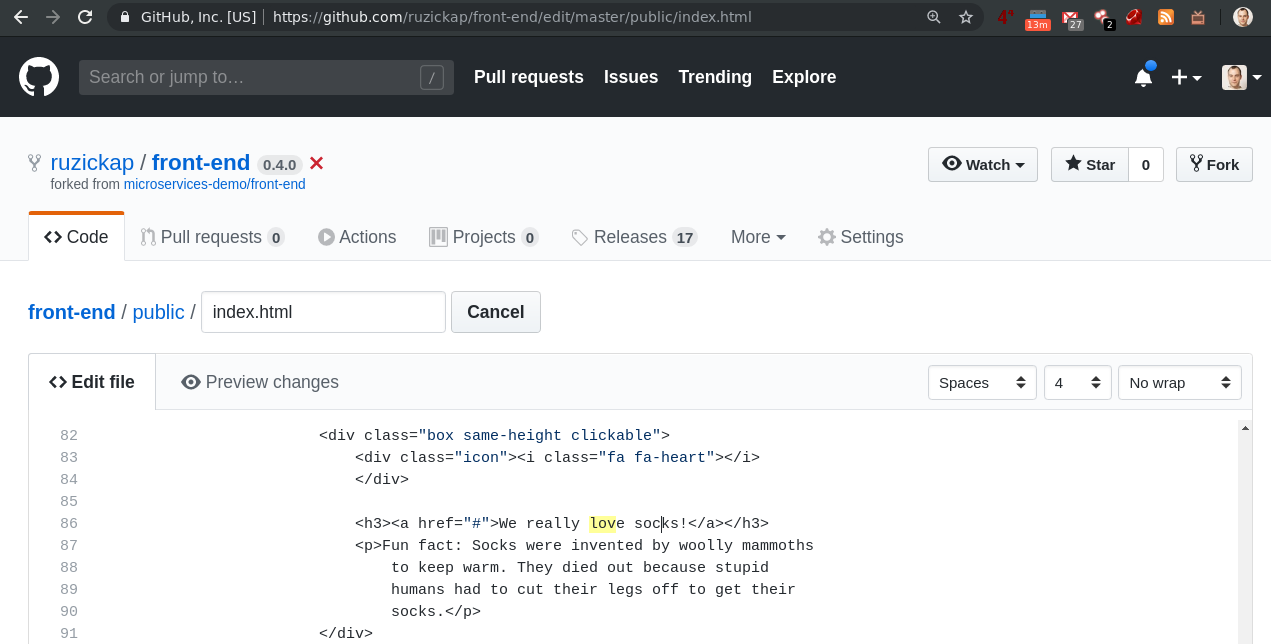 GitHub, Inc. [US] https://github.com/ruzickap/front-end/edit/master/public/index.html
4⁺ 13m 27 2
Search or jump to… / Pull requests Issues Trending Explore
ruzickap / front-end 0.4.0
forked from microservices-demo/front-end
Watch Star 0 Fork
Code Pull requests 0 Actions Projects 0 Releases 17 More Settings
front-end / public / index.html Cancel
Edit file Preview changes Spaces 4 No wrap
82 <div class="box same-height clickable">
83 <div class="icon"><i class="fa fa-heart"></i>
84 </div>
85
86 <h3><a href="#">We really love socks!</a></h3>
87 <p>Fun fact: Socks were invented by woolly mammoths
88 to keep warm. They died out because stupid
89 humans had to cut their legs off to get their
90 socks.</p>
91 </div>